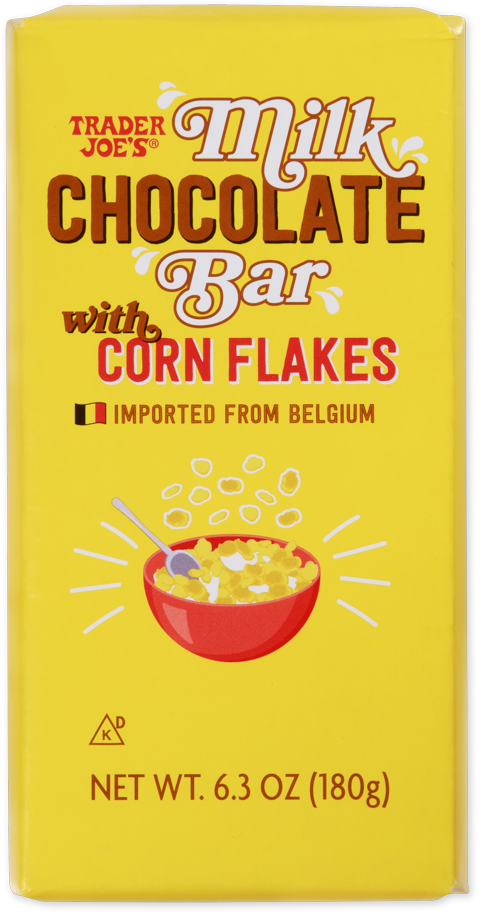 TRADER
JOE'S®
Milk
CHOCOLATE
Bar
with
CORN FLAKES
IMPORTED FROM BELGIUM
K D
NET WT. 6.3 OZ (180g)